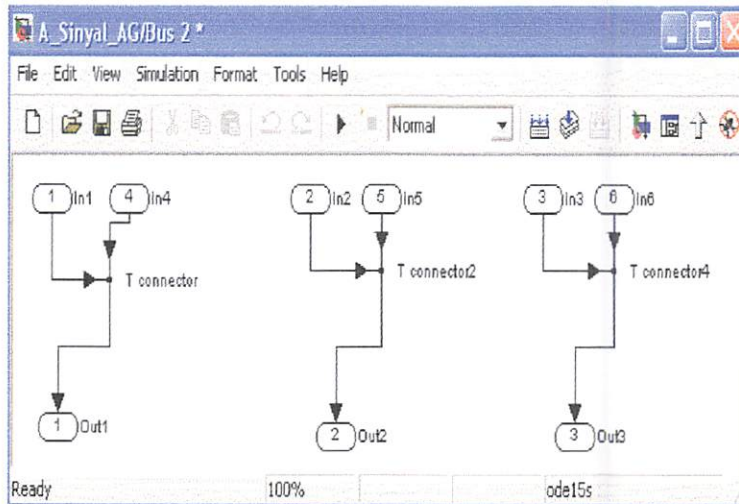 A_Sinyal_AG/Bus 2 *
File Edit View Simulation Format Tools Help
Normal
1 In1 4 In4 2 In2 5 In5 3 In3 6 In6
T connector T connector2 T connector4
1 Out1 2 Out2 3 Out3
Ready 100% ode15s